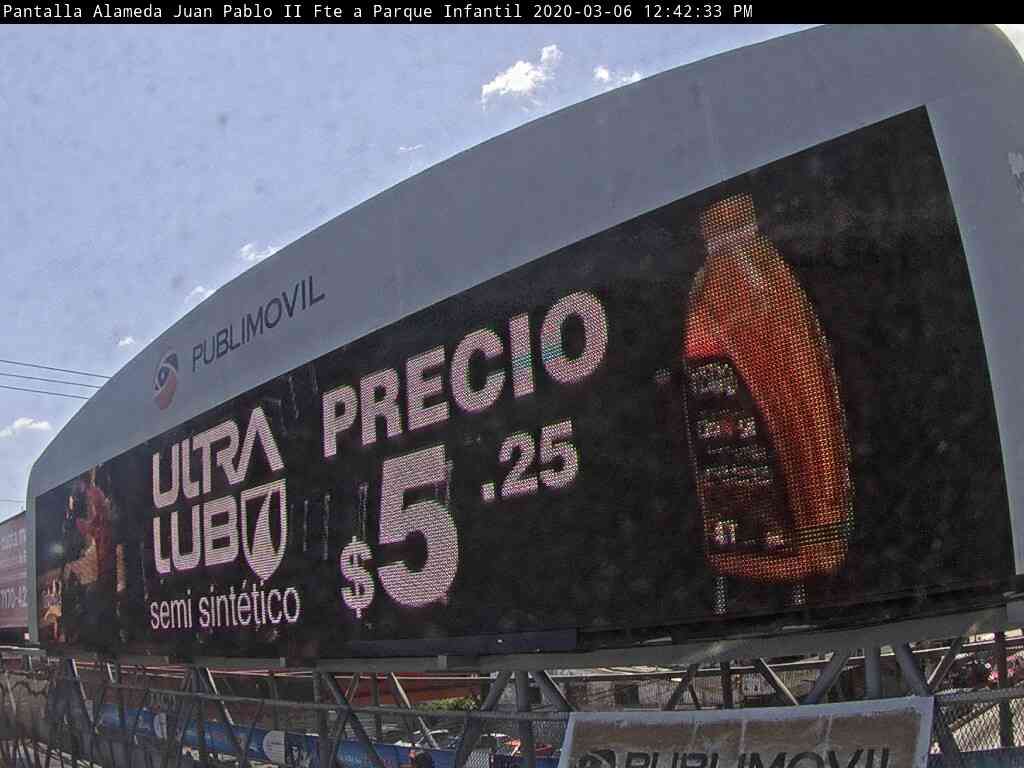 Pantalla Alameda Juan Pablo II Fte a Parque Infantil 2020-03-06 12:42:33 PM
PUBLIMOVIL
ULTRA
LUB
semi sintético
PRECIO
$5.25
PUBLIMOVIL